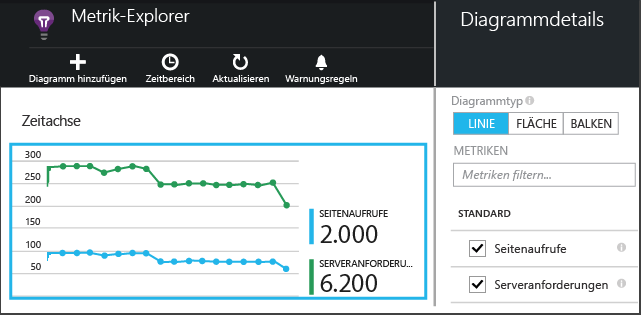 Metrik-Explorer
Diagramm hinzufügen
Zeitbereich
Aktualisieren
Warnungsregeln
Zeitachse
300
250
200
150
100
50
SEITENAUFRUFE
2.000
SERVERANFORDERU...
6.200
Diagrammdetails
Diagrammtyp
LINIE
FLÄCHE
BALKEN
METRIKEN
Metriken filtern...
STANDARD
Seitenaufrufe
Serveranforderungen